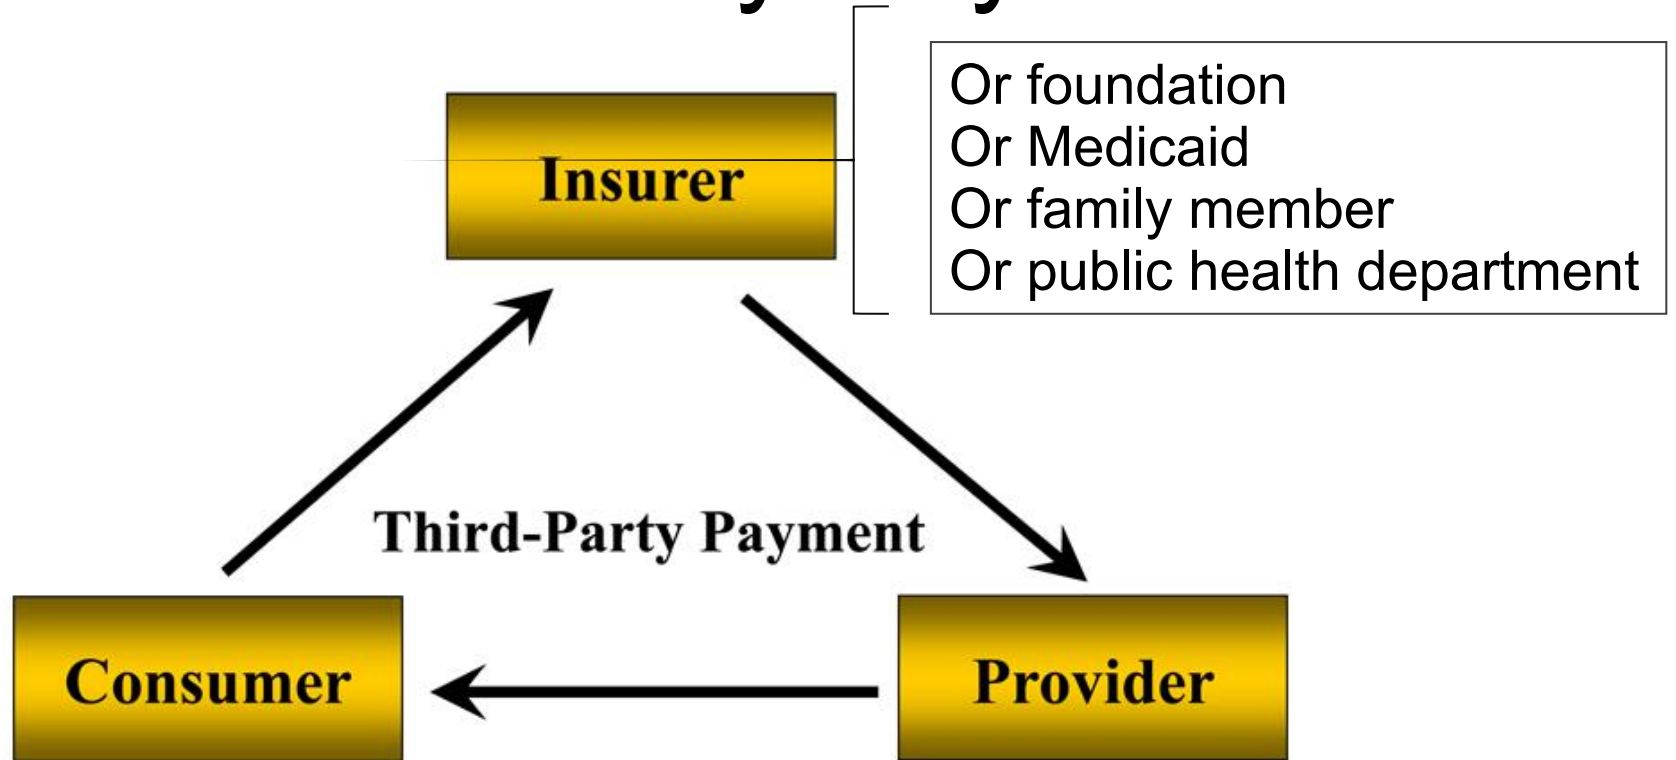 Or foundation
Or Medicaid
Or family member
Or public health department
Insurer
Third-Party Payment
Consumer
Provider